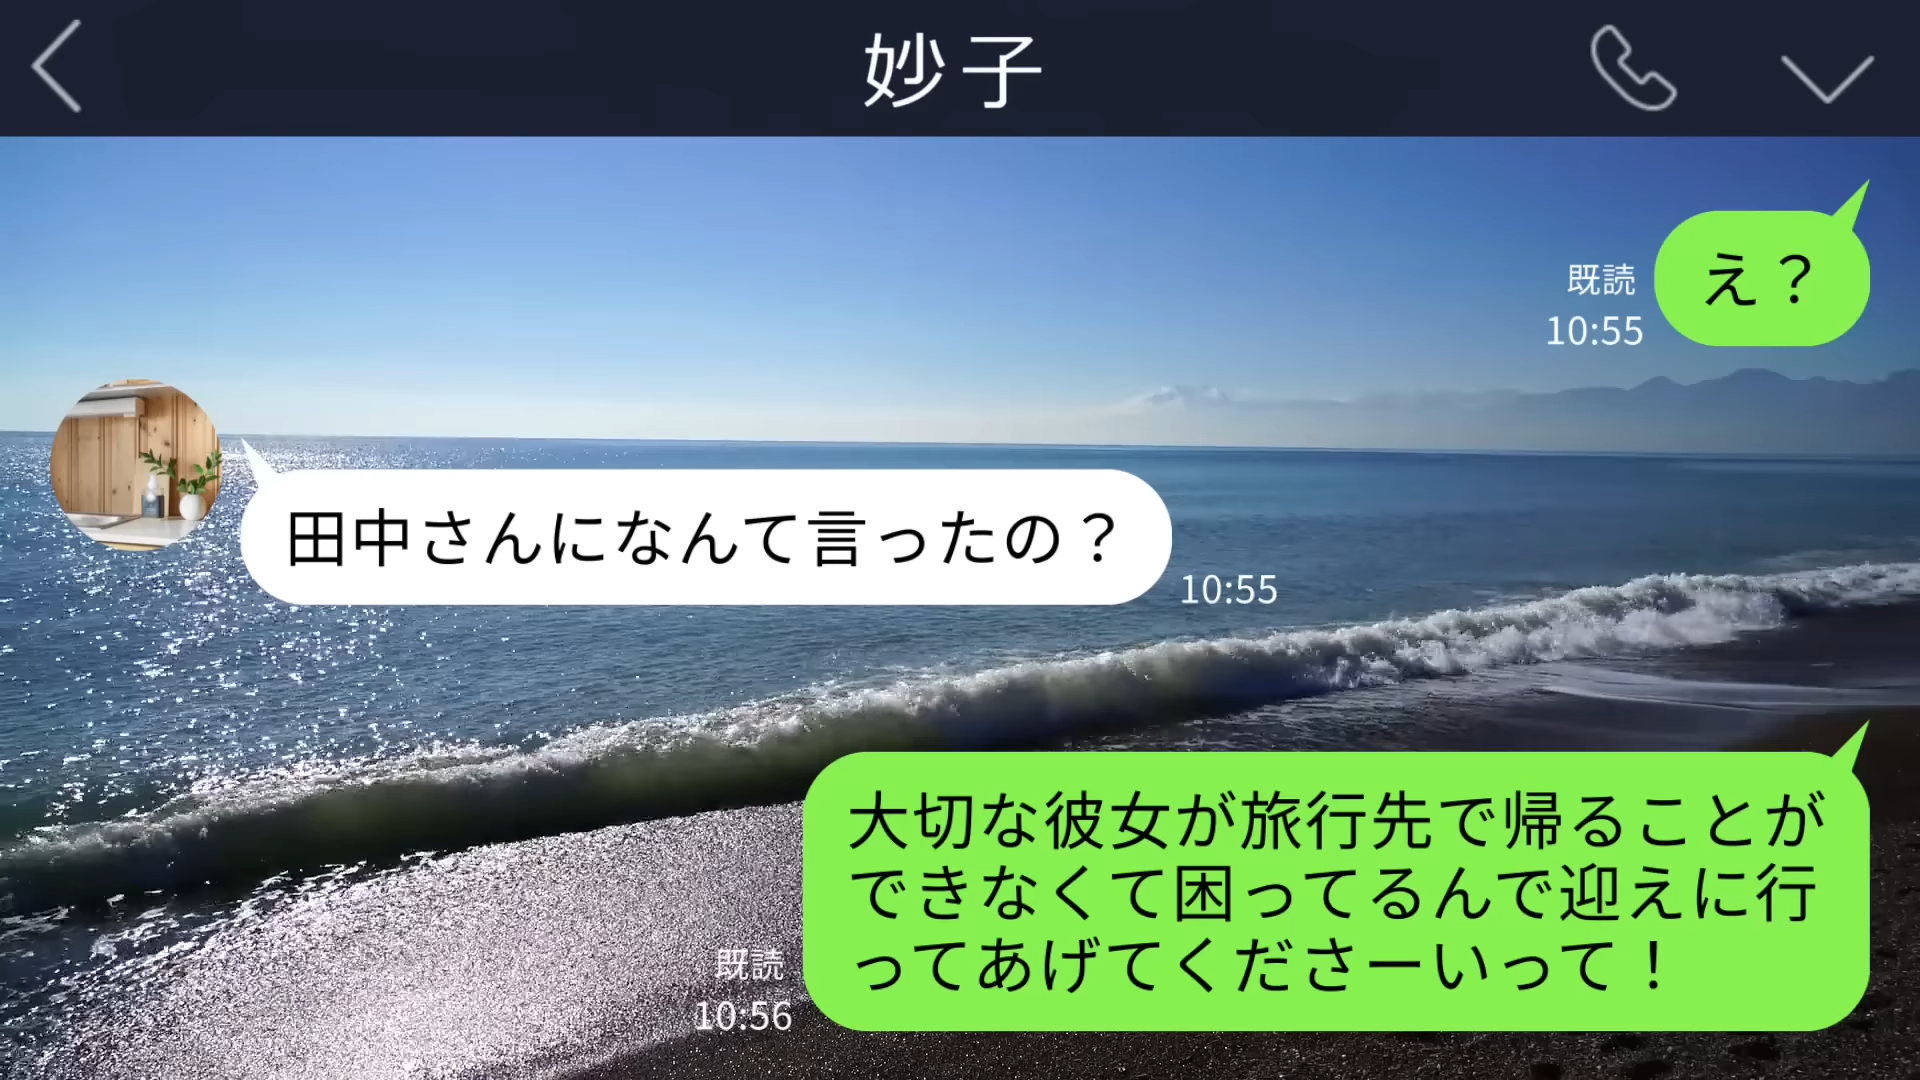 妙子
え？
既読
10:55
田中さんになんて言ったの？
10:55
大切な彼女が旅行先で帰ることが
できなくて困ってるんで迎えに行
ってあげてくださーいって！
既読
10:56